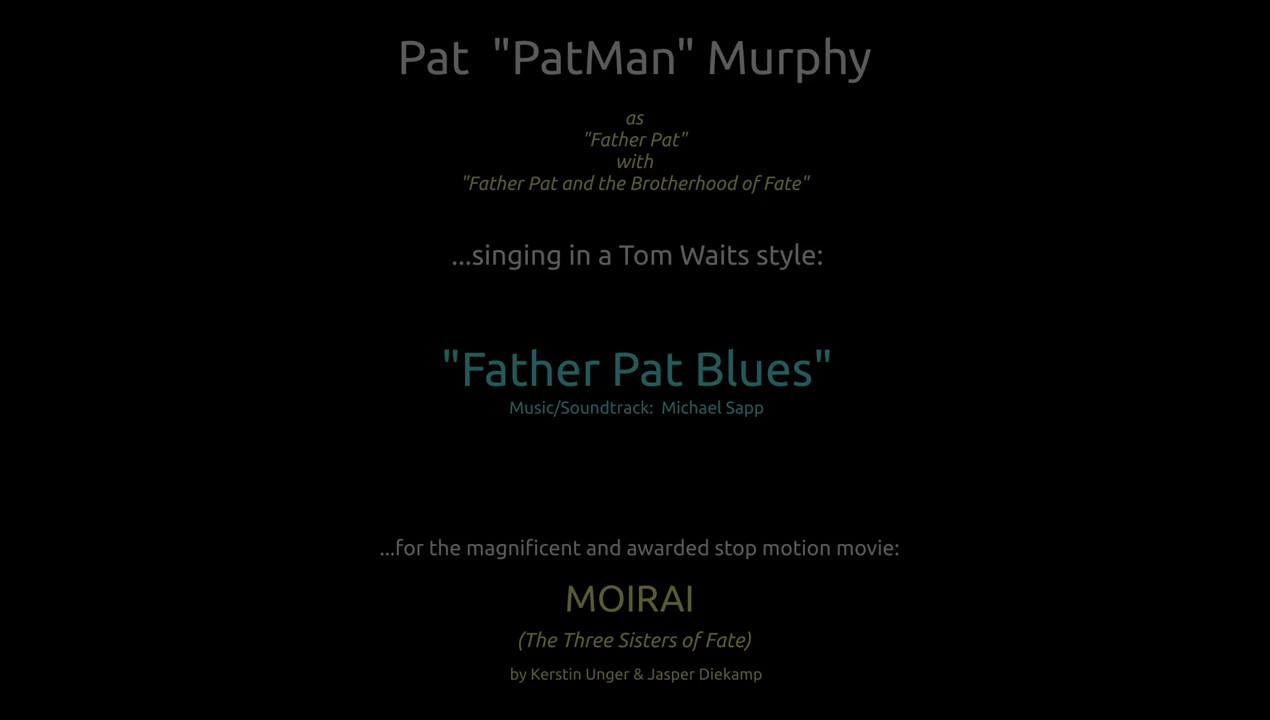 Pat  "PatMan" Murphy
as
"Father Pat"
with
"Father Pat and the Brotherhood of Fate"
...singing in a Tom Waits style:
"Father Pat Blues"
Music/Soundtrack:  Michael Sapp
...for the magnificent and awarded stop motion movie:
MOIRAI
(The Three Sisters of Fate)
by Kerstin Unger & Jasper Diekamp